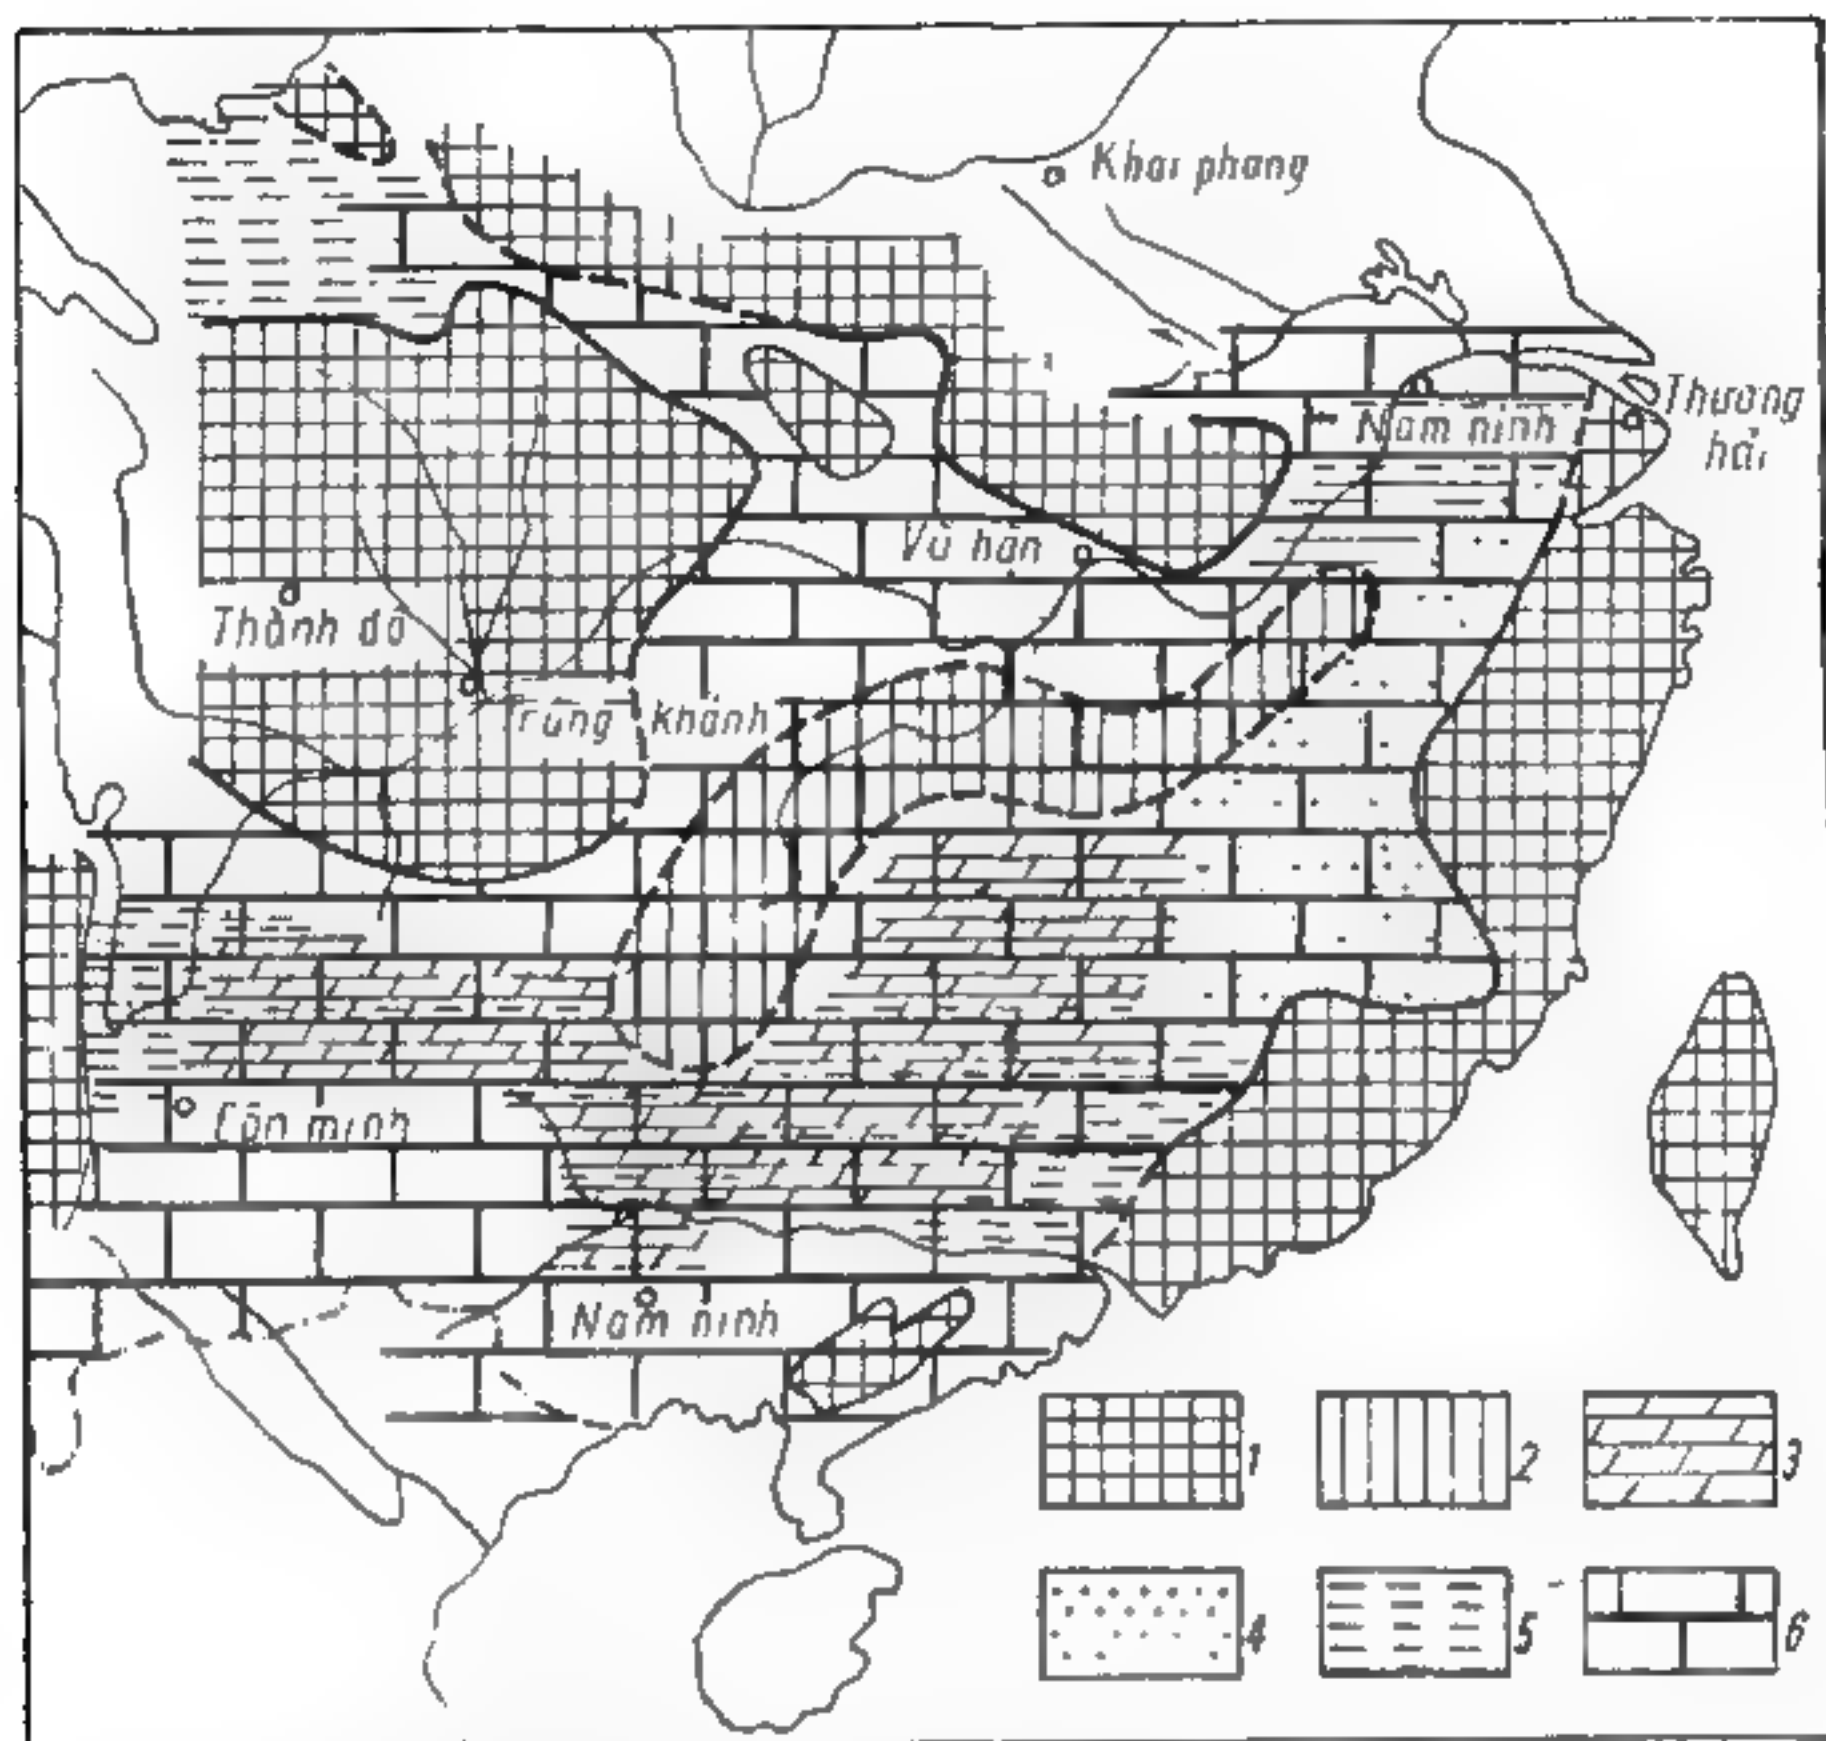 Khai phang
Thượng
hải
Nam ninh
Vũ hán
Thành đô
Trùng Khánh
Côn minh
Nam ninh
1
2
3
4
5
6